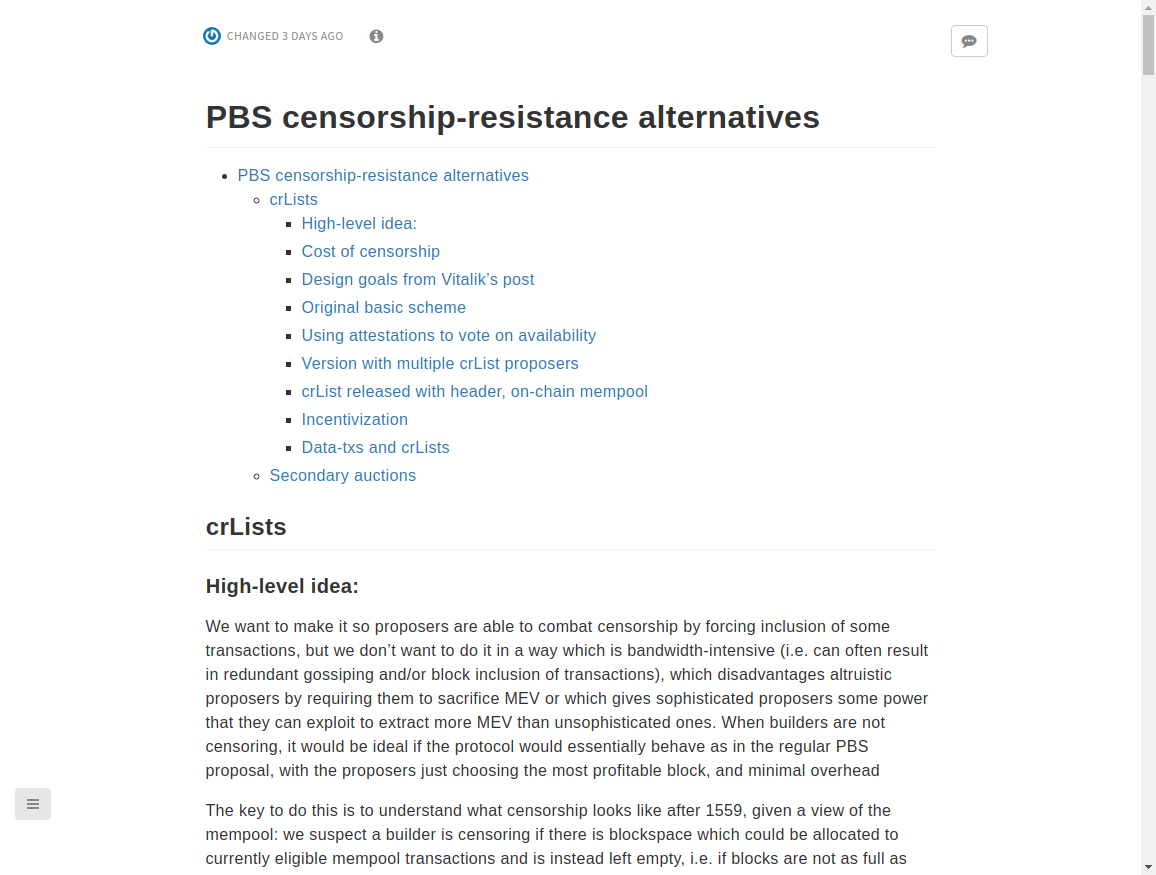 CHANGED 3 DAYS AGO
PBS censorship-resistance alternatives
PBS censorship-resistance alternatives
crLists
High-level idea:
Cost of censorship
Design goals from Vitalik’s post
Original basic scheme
Using attestations to vote on availability
Version with multiple crList proposers
crList released with header, on-chain mempool
Incentivization
Data-txs and crLists
Secondary auctions
crLists
High-level idea:
We want to make it so proposers are able to combat censorship by forcing inclusion of some
transactions, but we don’t want to do it in a way which is bandwidth-intensive (i.e. can often result
in redundant gossiping and/or block inclusion of transactions), which disadvantages altruistic
proposers by requiring them to sacrifice MEV or which gives sophisticated proposers some power
that they can exploit to extract more MEV than unsophisticated ones. When builders are not
censoring, it would be ideal if the protocol would essentially behave as in the regular PBS
proposal, with the proposers just choosing the most profitable block, and minimal overhead
The key to do this is to understand what censorship looks like after 1559, given a view of the
mempool: we suspect a builder is censoring if there is blockspace which could be allocated to
currently eligible mempool transactions and is instead left empty, i.e. if blocks are not as full as